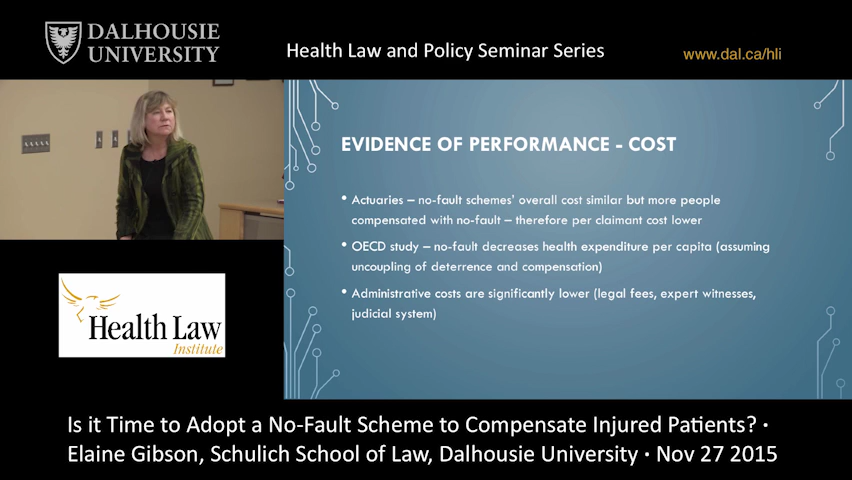 DALHOUSIE
UNIVERSITY
Health Law and Policy Seminar Series
www.dal.ca/hli
EVIDENCE OF PERFORMANCE - COST
• Actuaries – no-fault schemes' overall cost similar but more people
compensated with no-fault – therefore per claimant cost lower
• OECD study – no-fault decreases health expenditure per capita (assuming
uncoupling of deterrence and compensation)
• Administrative costs are significantly lower (legal fees, expert witnesses,
judicial system)
Health Law
Institute
Is it Time to Adopt a No-Fault Scheme to Compensate Injured Patients? •
Elaine Gibson, Schulich School of Law, Dalhousie University • Nov 27 2015